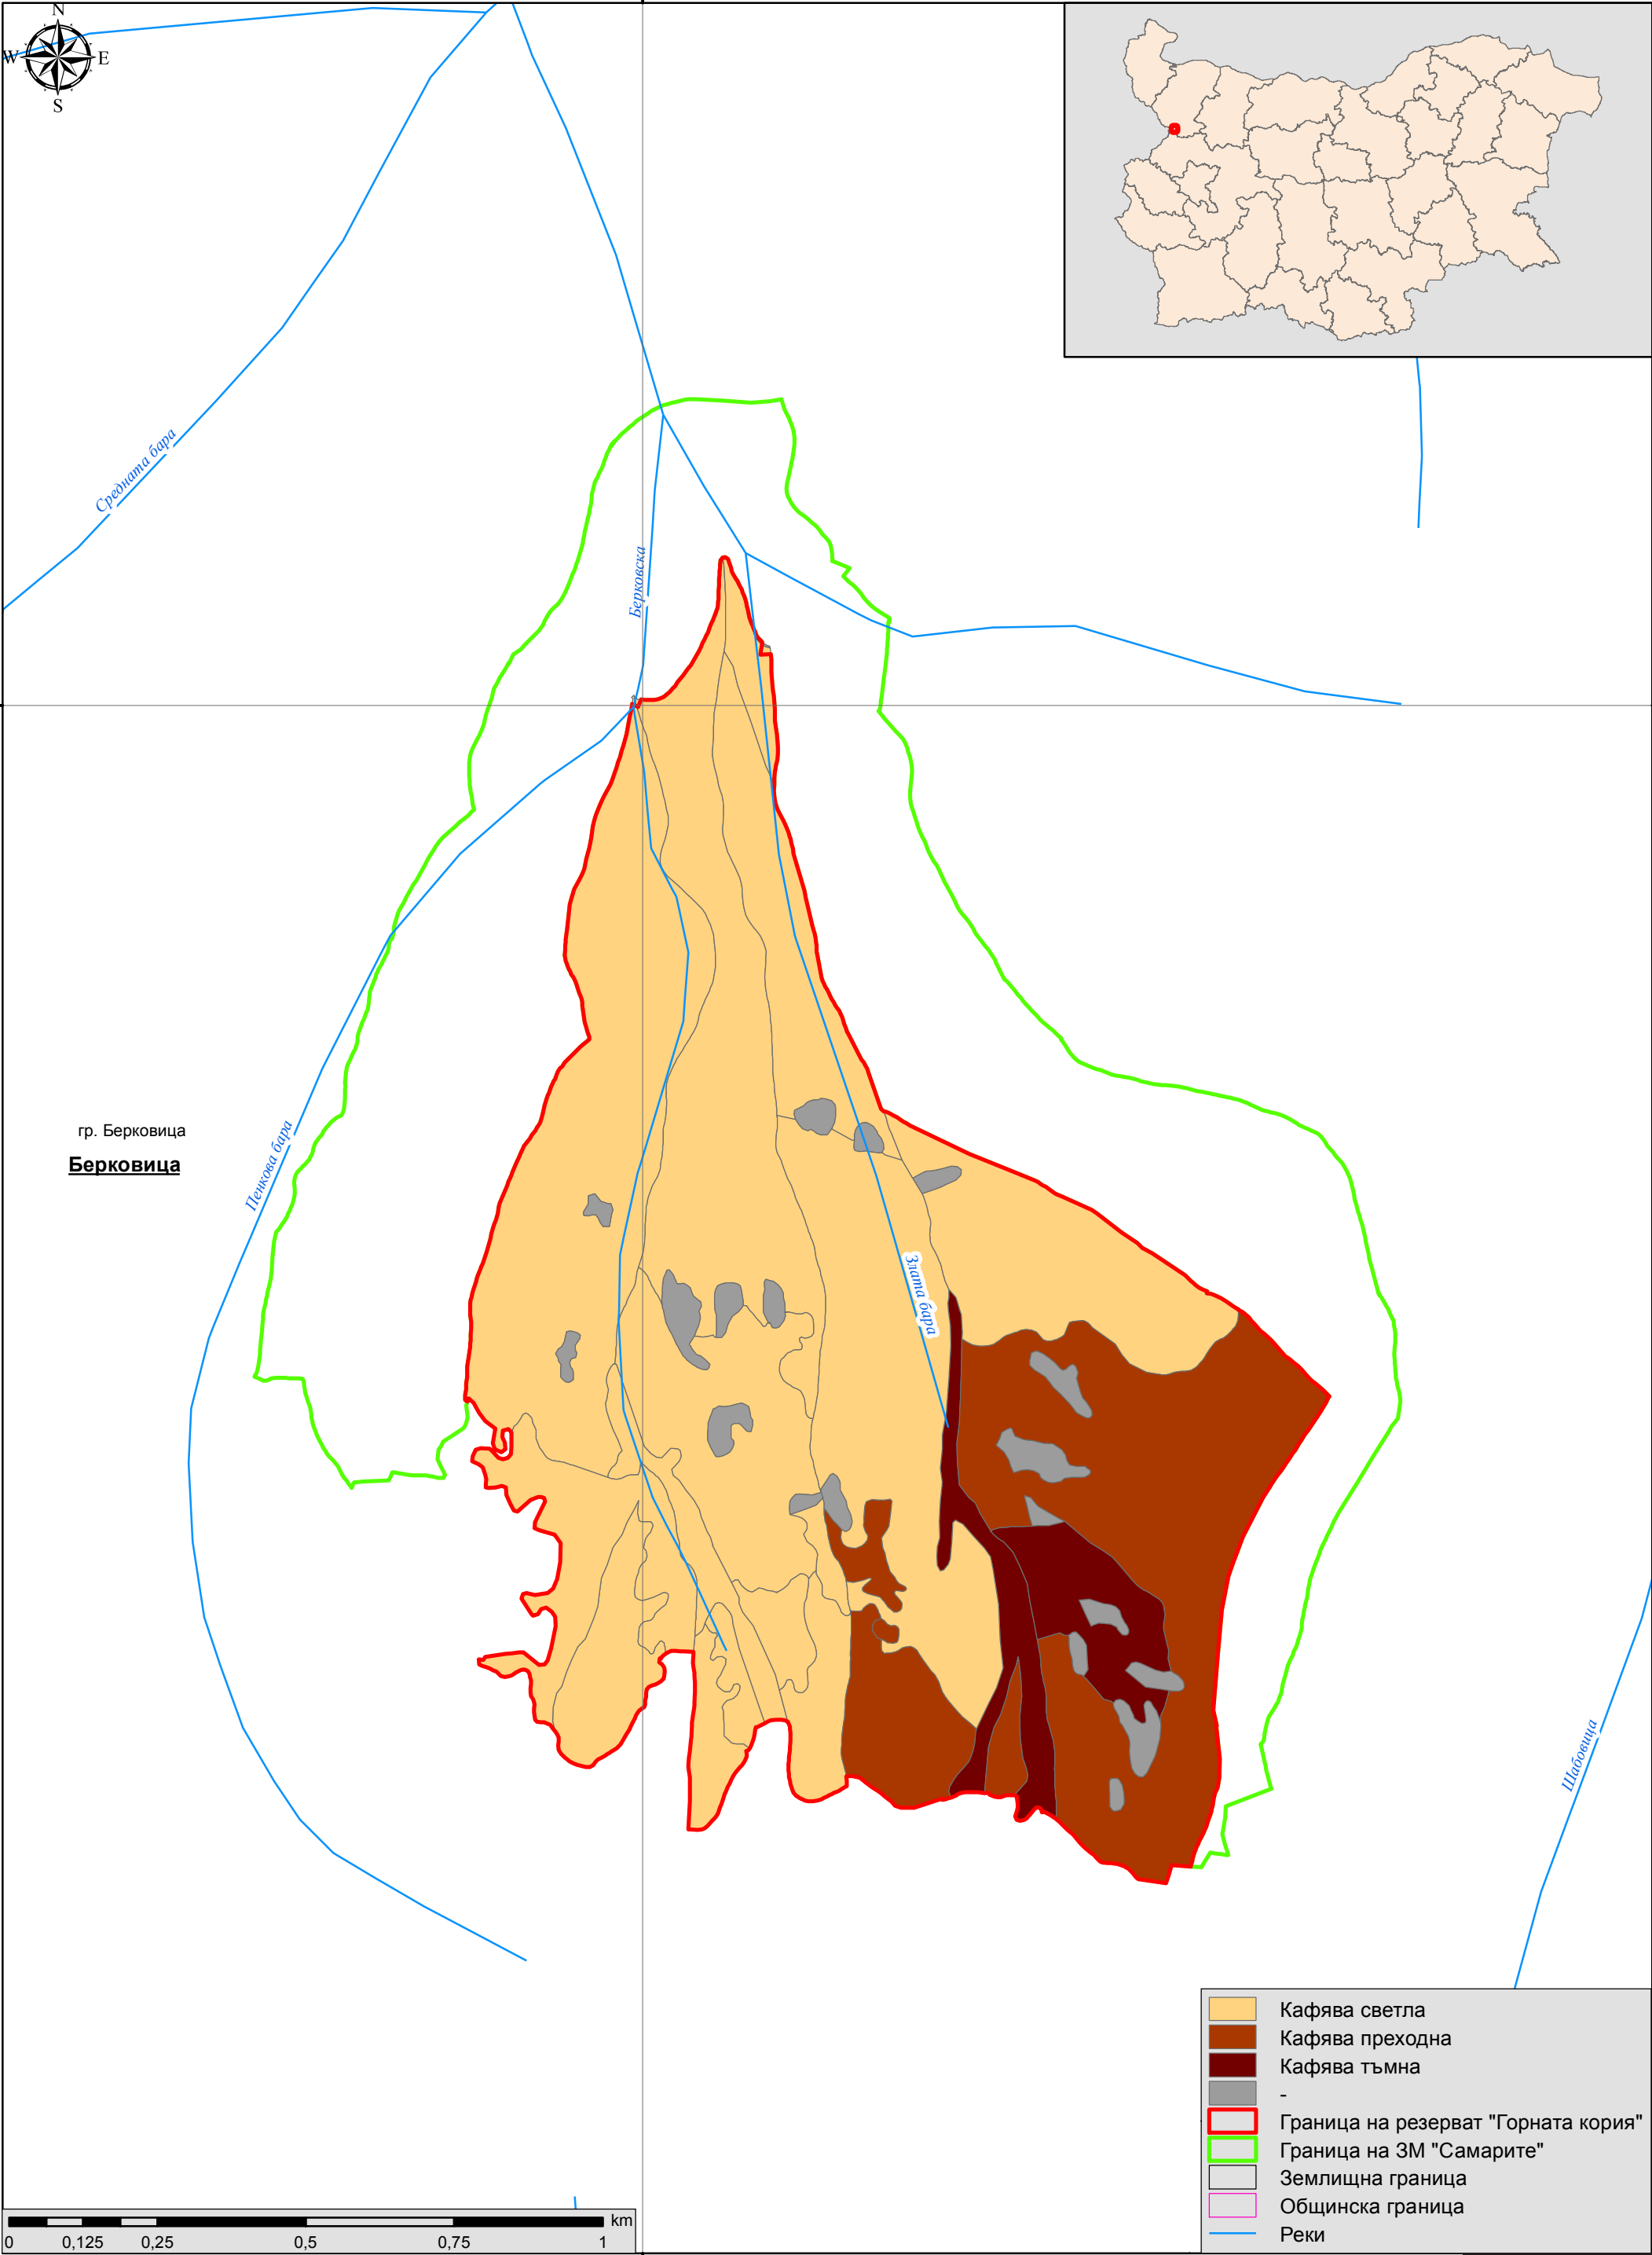 N
W
E
S
Средната бара
Берковска
гр. Берковица
Берковица
Пенкова бара
Злата бара
Шабовица
Кафява светла
Кафява преходна
Кафява тъмна
-
Граница на резерват "Горната кория"
Граница на ЗМ "Самарите"
Землищна граница
Общинска граница
Реки
km
0 0,125 0,25 0,5 0,75 1